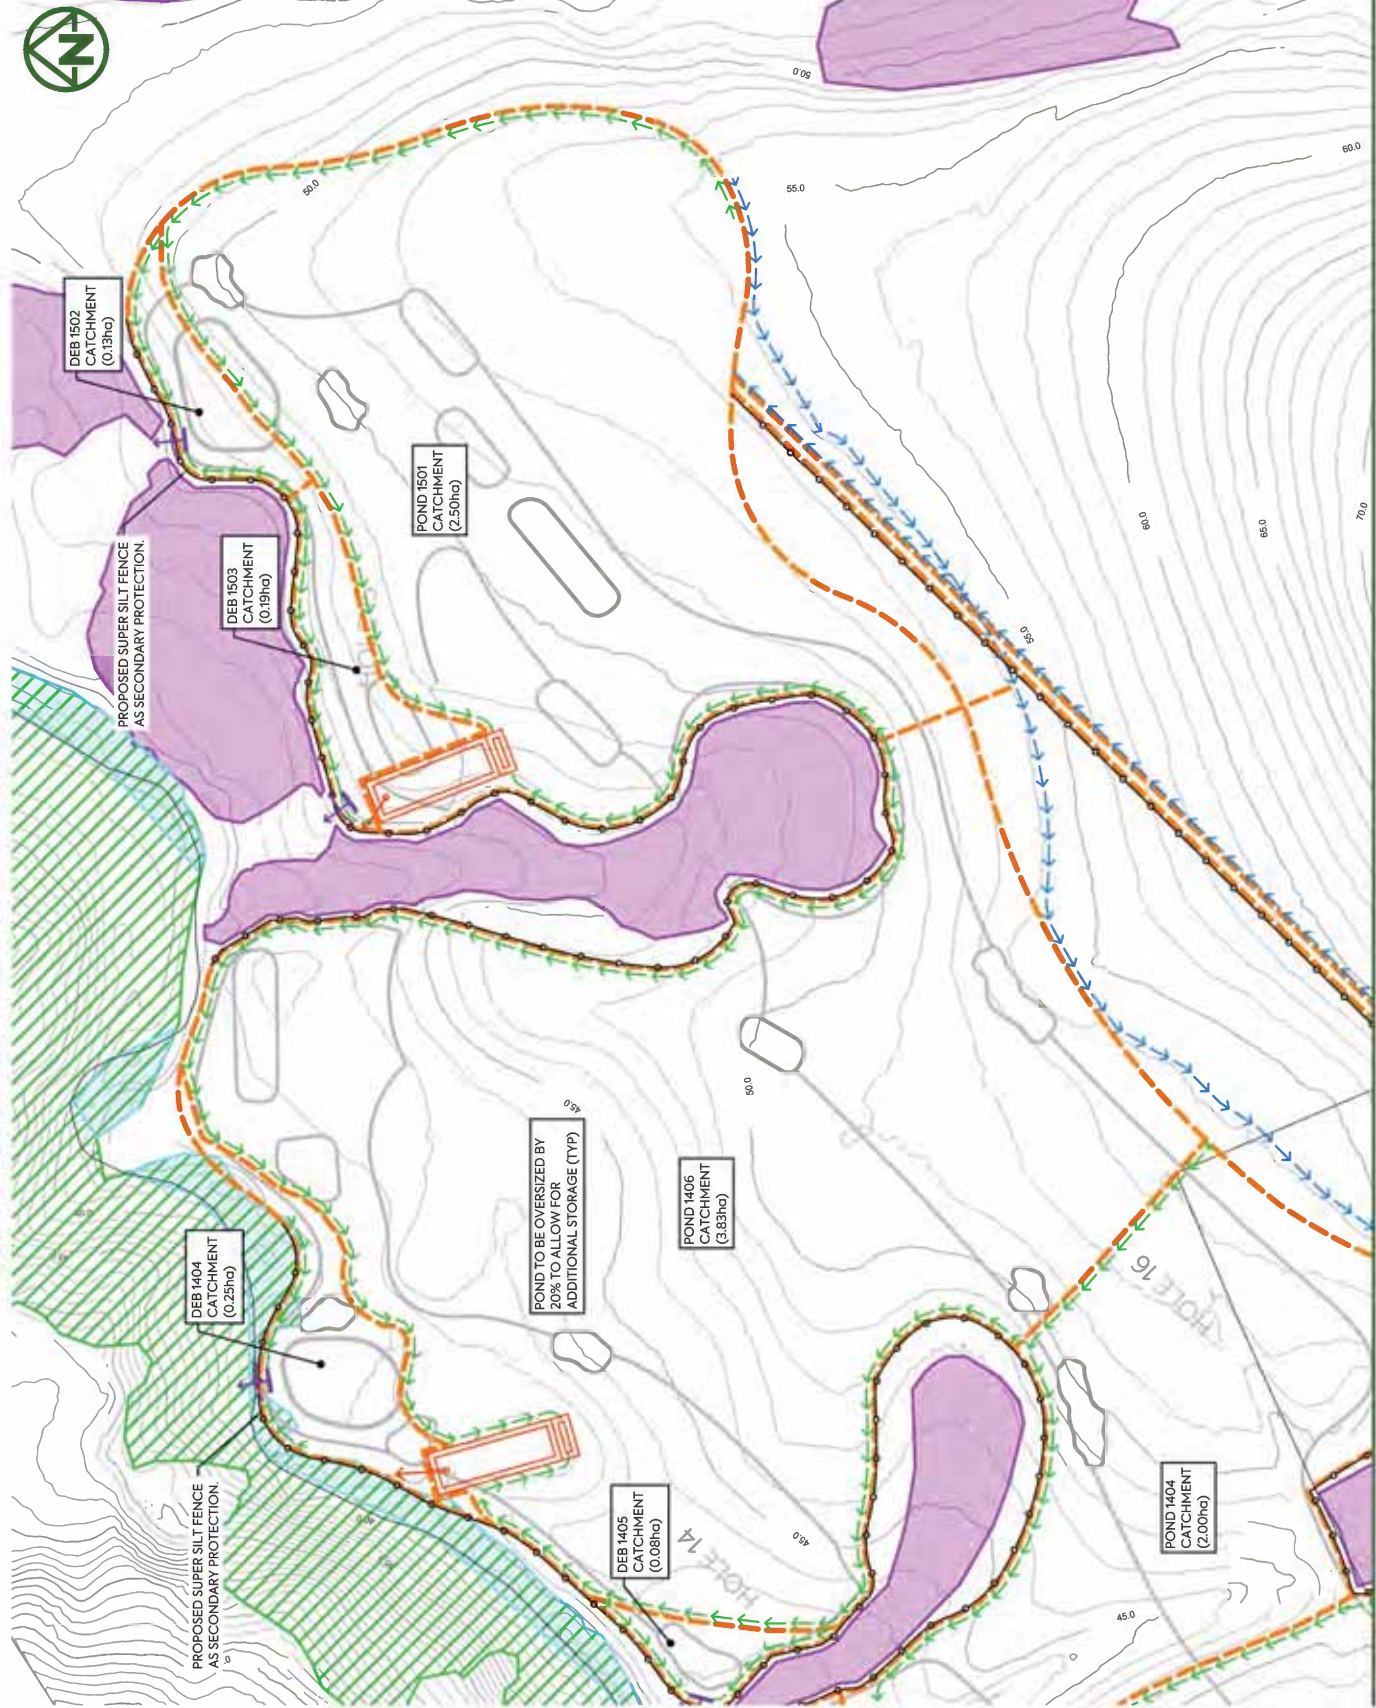 N
DEB 1502
CATCHMENT
(0.13ha)
PROPOSED SUPER SILT FENCE
AS SECONDARY PROTECTION.
DEB 1503
CATCHMENT
(0.19ha)
POND 1501
CATCHMENT
(2.50ha)
DEB 1404
CATCHMENT
(0.25ha)
POND TO BE OVERSIZED BY
20% TO ALLOW FOR
ADDITIONAL STORAGE (TYP)
POND 1406
CATCHMENT
(3.83ha)
PROPOSED SUPER SILT FENCE
AS SECONDARY PROTECTION.
DEB 1405
CATCHMENT
(0.08ha)
POND 1404
CATCHMENT
(2.00ha)
HOLE 14
HOLE 16
50.0
50.0
55.0
60.0
60.0
65.0
70.0
55.0
50.0
45.0
45.0
45.0
40.0